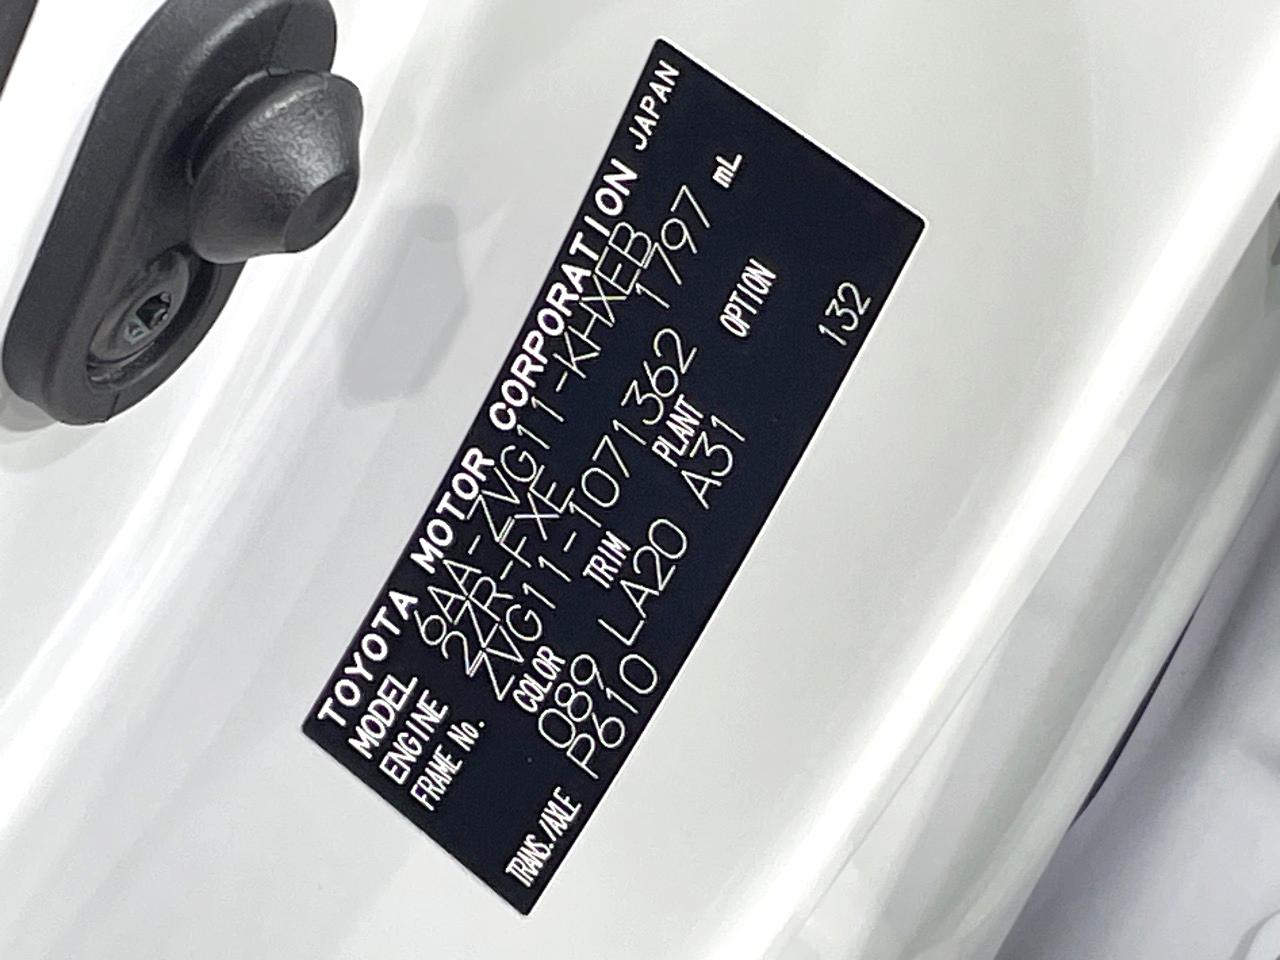 TOYOTA MOTOR CORPORATION JAPAN
MODEL 6AA-ZVG11-KHXEB
ENGINE 2ZR-FXE 1797 mL
FRAME No. ZVG11-1071362
COLOR TRIM PLANT OPTION
089 LA20 A31
TRANS./AXLE P610 132